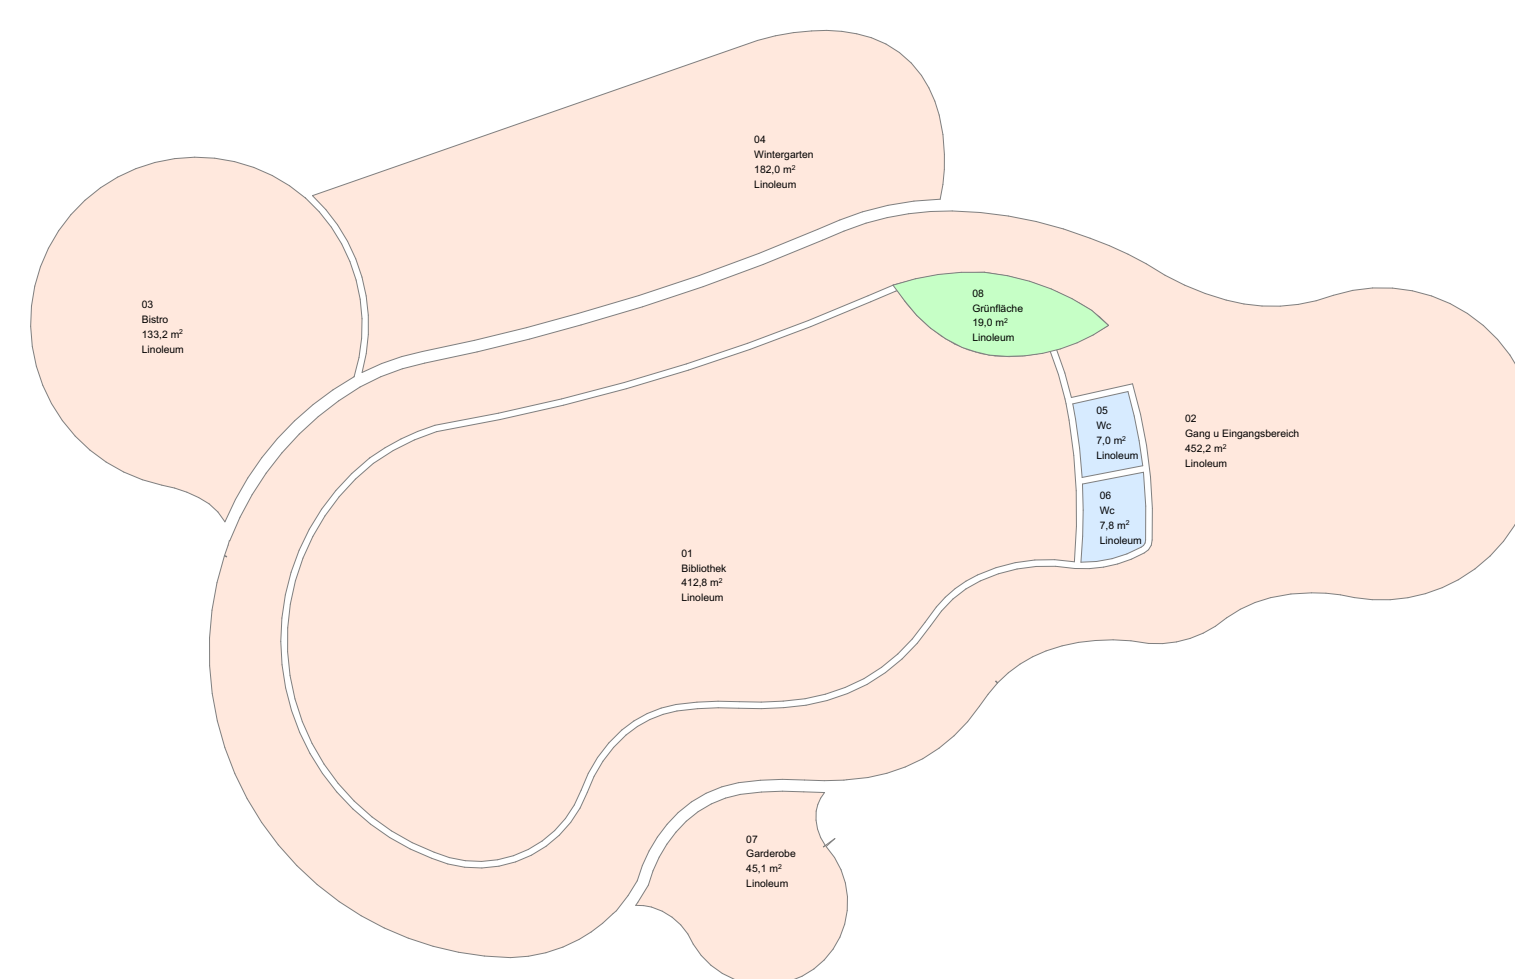 04
Wintergarten
182,0 m²
Linoleum
03
Bistro
133,2 m²
Linoleum
08
Grünfläche
19,0 m²
Linoleum
05
Wc
7,0 m²
Linoleum
02
Gang u Eingangsbereich
452,2 m²
Linoleum
06
Wc
7,8 m²
Linoleum
01
Bibliothek
412,8 m²
Linoleum
07
Garderobe
45,1 m²
Linoleum